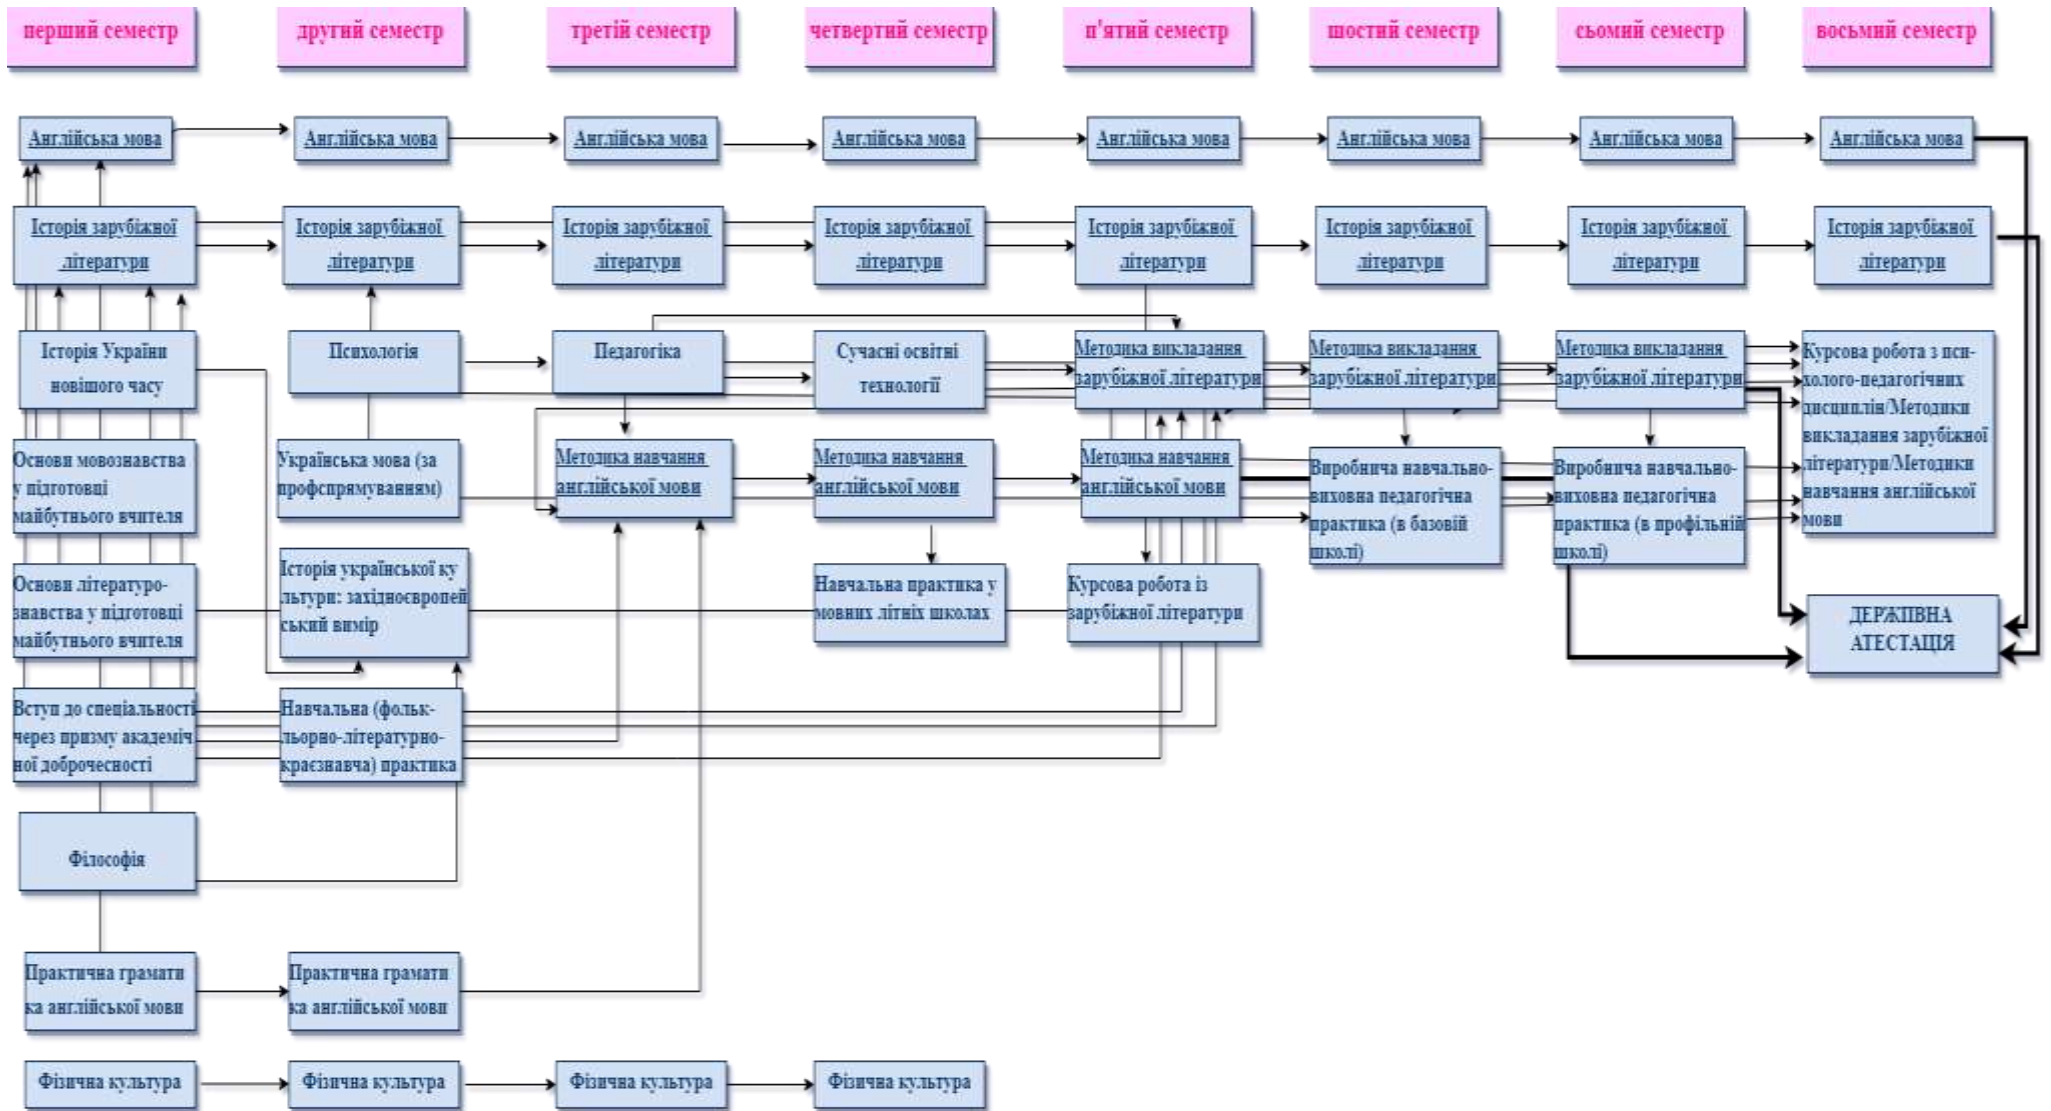 перший семестр
другий семестр
третій семестр
четвертий семестр
п'ятий семестр
шостий семестр
сьомий семестр
восьмий семестр
Англійська мова
Англійська мова
Англійська мова
Англійська мова
Англійська мова
Англійська мова
Англійська мова
Англійська мова
Історія зарубіжної
літератури
Історія зарубіжної
літератури
Історія зарубіжної
літератури
Історія зарубіжної
літератури
Історія зарубіжної
літератури
Історія зарубіжної
літератури
Історія зарубіжної
літератури
Історія зарубіжної
літератури
Історія України
новішого часу
Психологія
Педагогіка
Сучасні освітні
технології
Методика викладання
зарубіжної літератури
Методика викладання
зарубіжної літератури
Методика викладання
зарубіжної літератури
Курсова робота з пси-
холого-педагогічних
дисциплін/Методики
викладання зарубіжної
літератури/Методики
навчання англійської
мови
Основи мовознавства
у підготовці
майбутнього вчителя
Українська мова (за
профспрямуванням)
Методика навчання
англійської мови
Методика навчання
англійської мови
Методика навчання
англійської мови
Виробнича навчально-
виховна педагогічна
практика (в базовій
школі)
Виробнича навчально-
виховна педагогічна
практика (в профільній
школі)
Основи літературо-
знавства у підготовці
майбутнього вчителя
Історія української ку
льтури: західноєвропей
ський вимір
Навчальна практика у
мовних літніх школах
Курсова робота із
зарубіжної літератури
ДЕРЖПВНА
АТЕСТАЦІЯ
Вступ до спеціальності
через призму академіч
ної доброчесності
Навчальна (фольк-
льорно-літературно-
краєзнавча) практика
Філософія
Практична грамати
ка англійської мови
Практична грамати
ка англійської мови
Фізична культура
Фізична культура
Фізична культура
Фізична культура